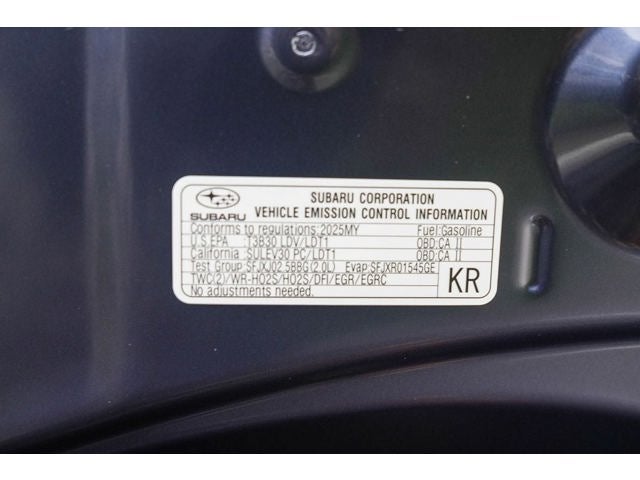 SUBARU CORPORATION
SUBARU VEHICLE EMISSION CONTROL INFORMATION
Conforms to regulations:2025MY Fuel:Gasoline
U.S.EPA :T3B30 LDV/LDT1 OBD:CA II
California :SULEV30 PC/LDT1 OBD:CA II
Test Group:SFJXJ02.5BBG(2.0L) Evap:SFJXR01545GE
TWC(2)/WR-HO2S/HO2S/DFI/EGR/EGRC
No adjustments needed.
KR